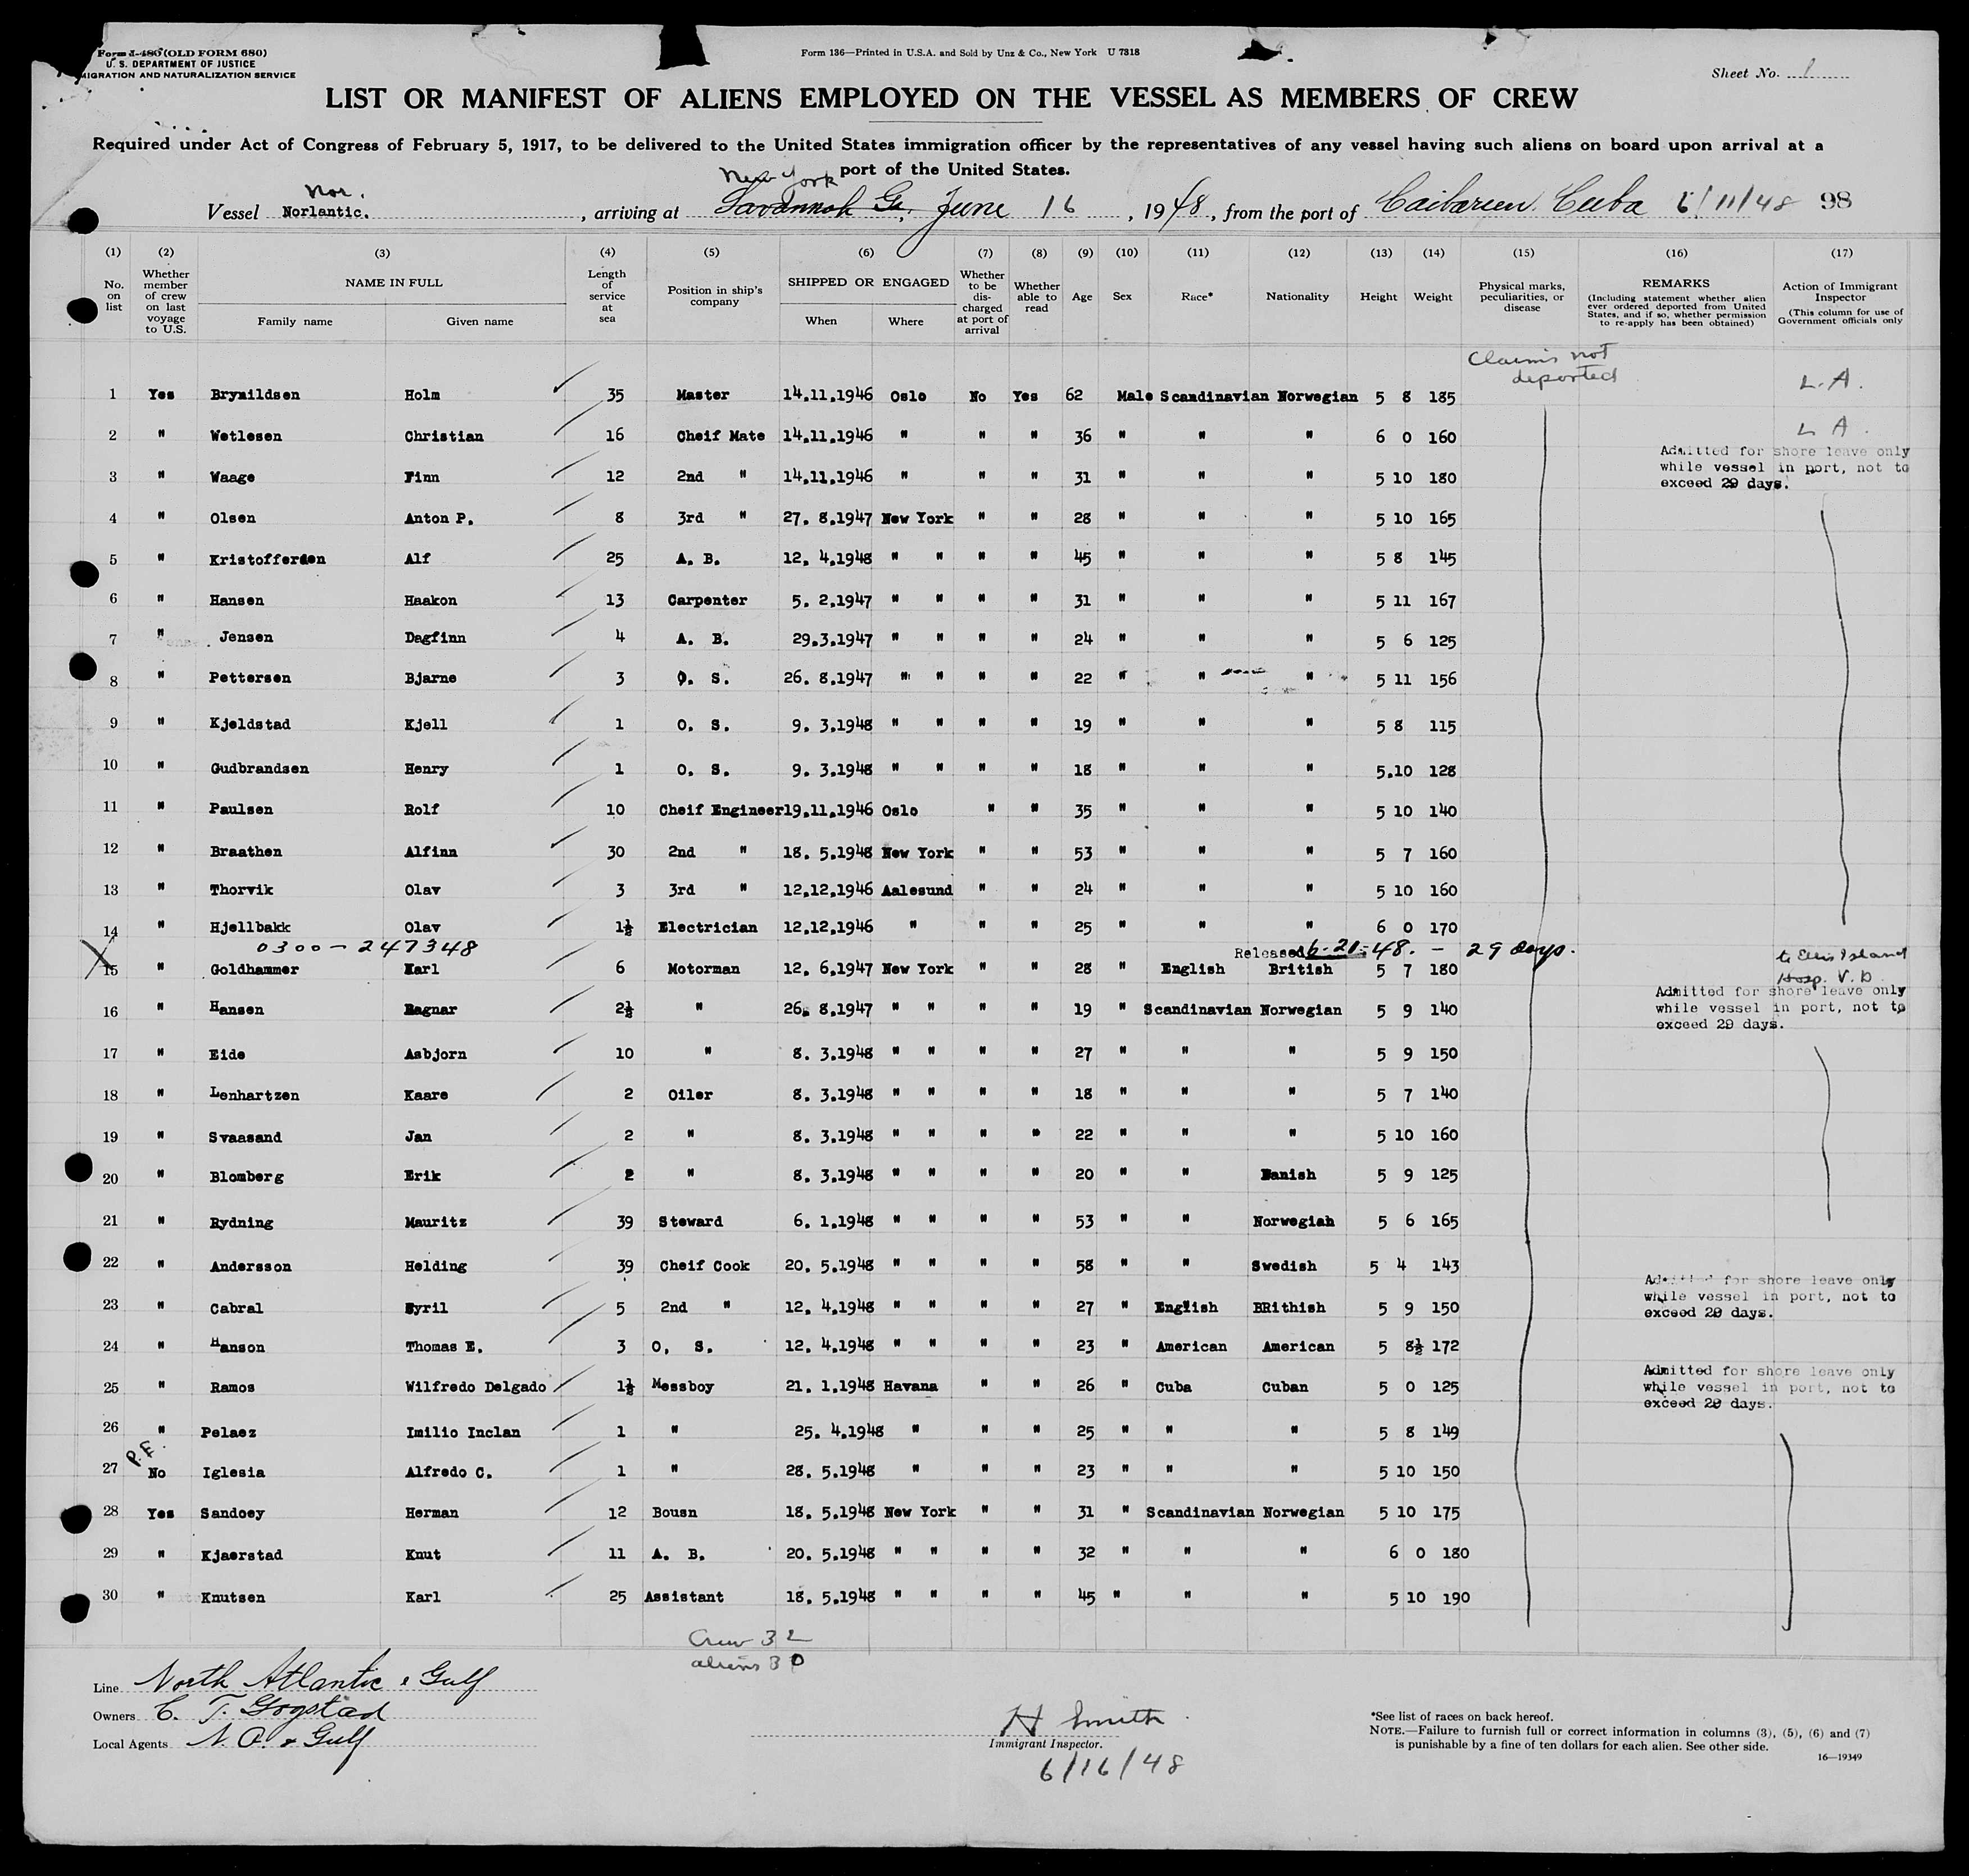 Form I-480 (OLD FORM 680)
U. S. DEPARTMENT OF JUSTICE
MIGRATION AND NATURALIZATION SERVICE
Form 136—Printed in U.S.A. and Sold by Unz & Co., New York U 7318
Sheet No. 1
LIST OR MANIFEST OF ALIENS EMPLOYED ON THE VESSEL AS MEMBERS OF CREW
Required under Act of Congress of February 5, 1917, to be delivered to the United States immigration officer by the representatives of any vessel having such aliens on board upon arrival at a
port of the United States.
Nor. New York
Vessel Norlantic. , arriving at Savannah Ga, June 16 , 1948, from the port of Caibarien Cuba 6/11/48 98
(1) (2) (3) (4) (5) (6) (7) (8) (9) (10) (11) (12) (13) (14) (15) (16) (17)
No. on list Whether member of crew on last voyage to U.S. NAME IN FULL Family name Given name Length of service at sea Position in ship's company SHIPPED OR ENGAGED When Where Whether to be discharged at port of arrival Whether able to read Age Sex Race* Nationality Height Weight Physical marks, peculiarities, or disease REMARKS (Including statement whether alien ever ordered deported from United States, and if so, whether permission to re-apply has been obtained) Action of Immigrant Inspector (This column for use of Government officials only
Claims not
deported
1 Yes Brynildsen Holm 35 Master 14.11.1946 Oslo No Yes 62 Male Scandinavian Norwegian 5 8 185 L.A.
2 " Wetlesen Christian 16 Cheif Mate 14.11.1946 " " " 36 " " " 6 0 160 L A.
Admitted for shore leave only
while vessel in port, not to
exceed 29 days.
3 " Waage Finn 12 2nd " 14.11.1946 " " " 31 " " " 5 10 180
4 " Olsen Anton P. 8 3rd " 27. 8.1947 New York " " 28 " " " 5 10 165
5 " Kristoffersen Alf 25 A. B. 12. 4.1948 " " " " 45 " " " 5 8 145
6 " Hansen Haakon 13 Carpenter 5. 2.1947 " " " " 31 " " " 5 11 167
7 " Jensen Dagfinn 4 A. B. 29.3.1947 " " " " 24 " " " 5 6 125
8 " Pettersen Bjarne 3 O. S. 26. 8.1947 " " " " 22 " " " 5 11 156
9 " Kjeldstad Kjell 1 O. S. 9. 3.1948 " " " " 19 " " " 5 8 115
10 " Gudbrandsen Henry 1 O. S. 9. 3.1948 " " " " 18 " " " 5.10 128
11 " Paulsen Rolf 10 Cheif Engineer 19.11.1946 Oslo " " 35 " " " 5 10 140
12 " Braathen Alfinn 30 2nd " 18. 5.1948 New York " " 53 " " " 5 7 160
13 " Thorvik Olav 3 3rd " 12.12.1946 Aalesund " " 24 " " " 5 10 160
14 " Hjellbakk Olav 1½ Electrician 12.12.1946 " " " 25 " " " 6 0 170
0300-247348 Released 6-21-48. - 29 days.
X 15 " Goldhammer Karl 6 Motorman 12. 6.1947 New York " " 28 " English British 5 7 180 to Ellis Island
Hosp. V.D.
Admitted for shore leave only
while vessel in port, not to
exceed 29 days.
16 " Hansen Ragnar 2½ " 26. 8.1947 " " " " 19 " Scandinavian Norwegian 5 9 140
17 " Eide Asbjorn 10 " 8. 3.1948 " " " " 27 " " " 5 9 150
18 " Lenhartzen Kaare 2 Oiler 8. 3.1948 " " " " 18 " " " 5 7 140
19 " Svaasand Jan 2 " 8. 3.1948 " " " " 22 " " " 5 10 160
20 " Blomberg Erik 2 " 8. 3.1948 " " " " 20 " " Danish 5 9 125
21 " Rydning Mauritz 39 Steward 6. 1.1948 " " " " 53 " " Norwegian 5 6 165
22 " Andersson Helding 39 Cheif Cook 20. 5.1948 " " " " 58 " " Swedish 5 4 143
Admitted for shore leave only
while vessel in port, not to
exceed 29 days.
23 " Cabral Syril 5 2nd " 12. 4.1948 " " " " 27 " English BRithish 5 9 150
24 " Hanson Thomas E. 3 O. S. 12. 4.1948 " " " " 23 " American American 5 8½ 172
Admitted for shore leave only
while vessel in port, not to
exceed 29 days.
25 " Ramos Wilfredo Delgado 1½ Messboy 21. 1.1948 Havana " " 26 " Cuba Cuban 5 0 125
26 " Pelaez Imilio Inclan 1 " 25. 4.1948 " " " 25 " " " 5 8 149
P.F.
27 No Iglesia Alfredo C. 1 " 28. 5.1948 " " " 23 " " " 5 10 150
28 Yes Sandoey Herman 12 Bousn 18. 5.1948 New York " " 31 " Scandinavian Norwegian 5 10 175
29 " Kjaerstad Knut 11 A. B. 20. 5.1948 " " " " 32 " " " 6 0 180
30 " Knutsen Karl 25 Assistant 18. 5.1948 " " " " 45 " " " 5 10 190
Crew 32
aliens 30
Line North Atlantic & Gulf
Owners C. T. Gogstad
Local Agents N. A. & Gulf
H Smith
Immigrant Inspector.
6/16/48
*See list of races on back hereof.
NOTE.—Failure to furnish full or correct information in columns (3), (5), (6) and (7)
is punishable by a fine of ten dollars for each alien. See other side.
16—19349